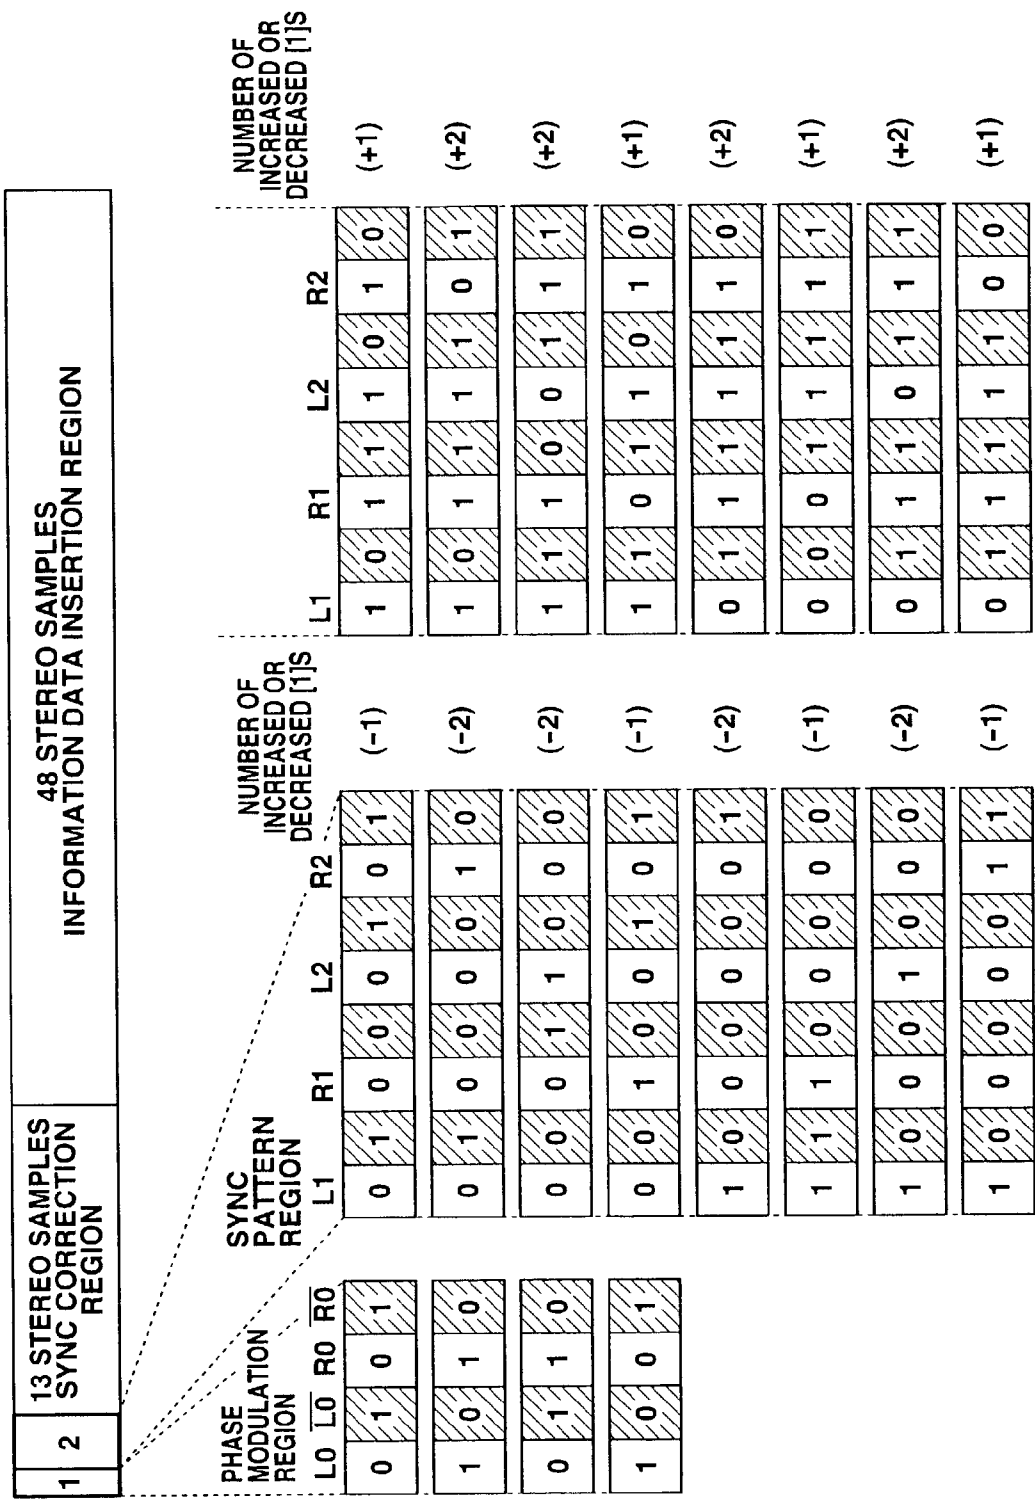 1 2
13 STEREO SAMPLES
SYNC CORRECTION
REGION
48 STEREO SAMPLES
INFORMATION DATA INSERTION REGION
PHASE
MODULATION
REGION
L0 L̅0̅ R0 R̅0̅
0 1 0 1
1 0 1 0
0 1 1 0
1 0 0 1
SYNC
PATTERN
REGION
NUMBER OF
INCREASED OR
DECREASED [1]S
L1 R1 L2 R2
0 1 0 0 0 1 0 1 (−1)
0 1 0 0 0 0 1 0 (−2)
0 0 0 1 1 0 0 0 (−2)
0 0 1 0 0 1 0 1 (−1)
1 0 0 0 0 0 0 1 (−2)
1 1 1 0 0 0 0 0 (−1)
1 0 0 0 1 0 0 0 (−2)
1 0 0 0 0 0 1 1 (−1)
NUMBER OF
INCREASED OR
DECREASED [1]S
L1 R1 L2 R2
1 0 1 1 1 0 1 0 (+1)
1 0 1 1 1 1 0 1 (+2)
1 1 1 0 0 1 1 1 (+2)
1 1 0 1 1 0 1 0 (+1)
0 1 1 1 1 1 1 0 (+2)
0 0 0 1 1 1 1 1 (+1)
0 1 1 1 0 1 1 1 (+2)
0 1 1 1 1 1 0 0 (+1)